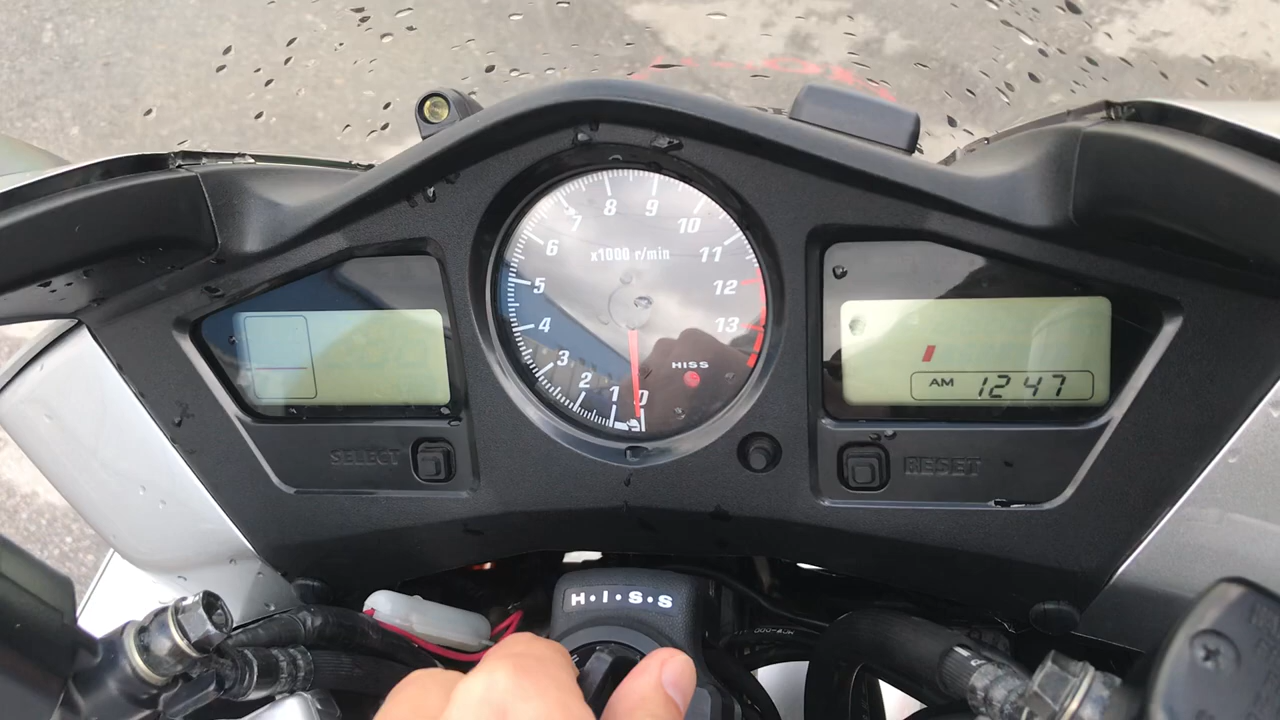 8 9
7 10
6 x1000 r/min 11
5 12
4 13
3 HISS
2
1 0
AM 12 47
SELECT
RESET
H·I·S·S